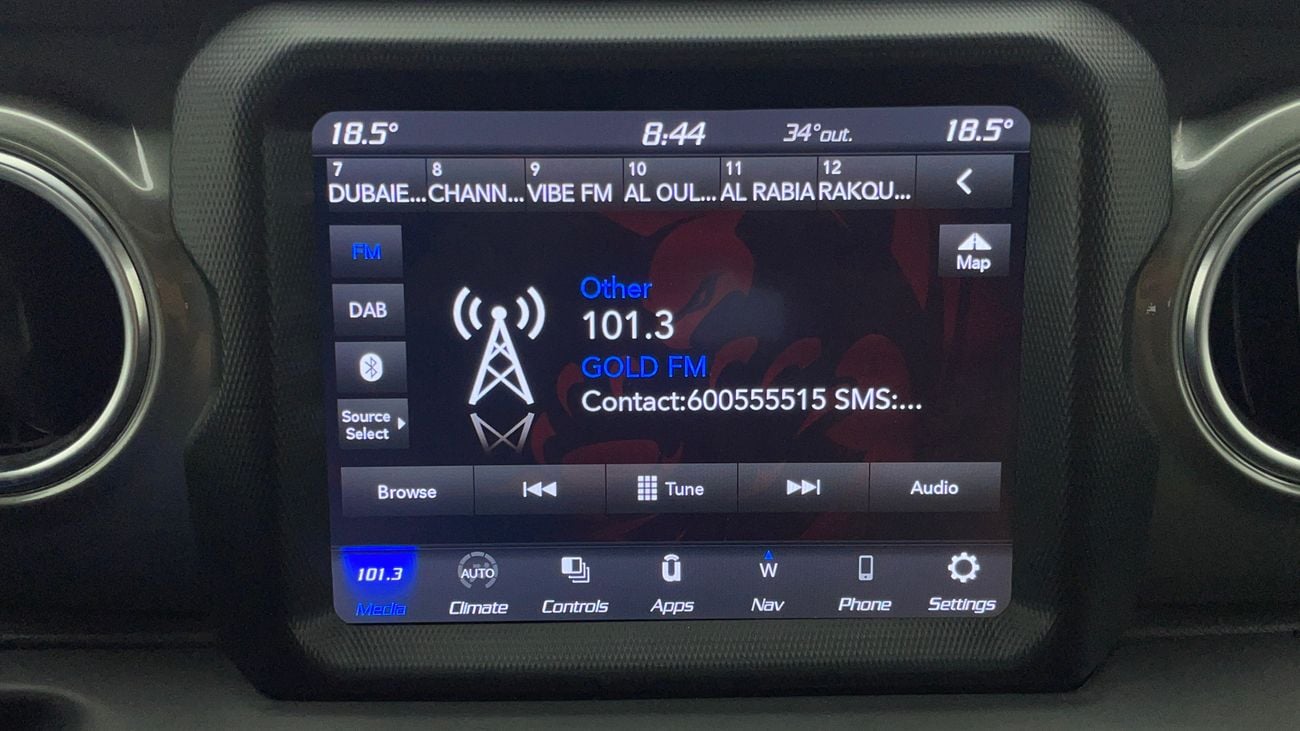 18.5° 8:44 34°out. 18.5°
7 8 9 10 11 12
DUBAIE... CHANN... VIBE FM AL OUL... AL RABIA RAKQU...
FM
Map
DAB
Other
101.3
GOLD FM
Contact:600555515 SMS:...
Source
Select
Browse Tune Audio
101.3 AUTO W
Media Climate Controls Apps Nav Phone Settings